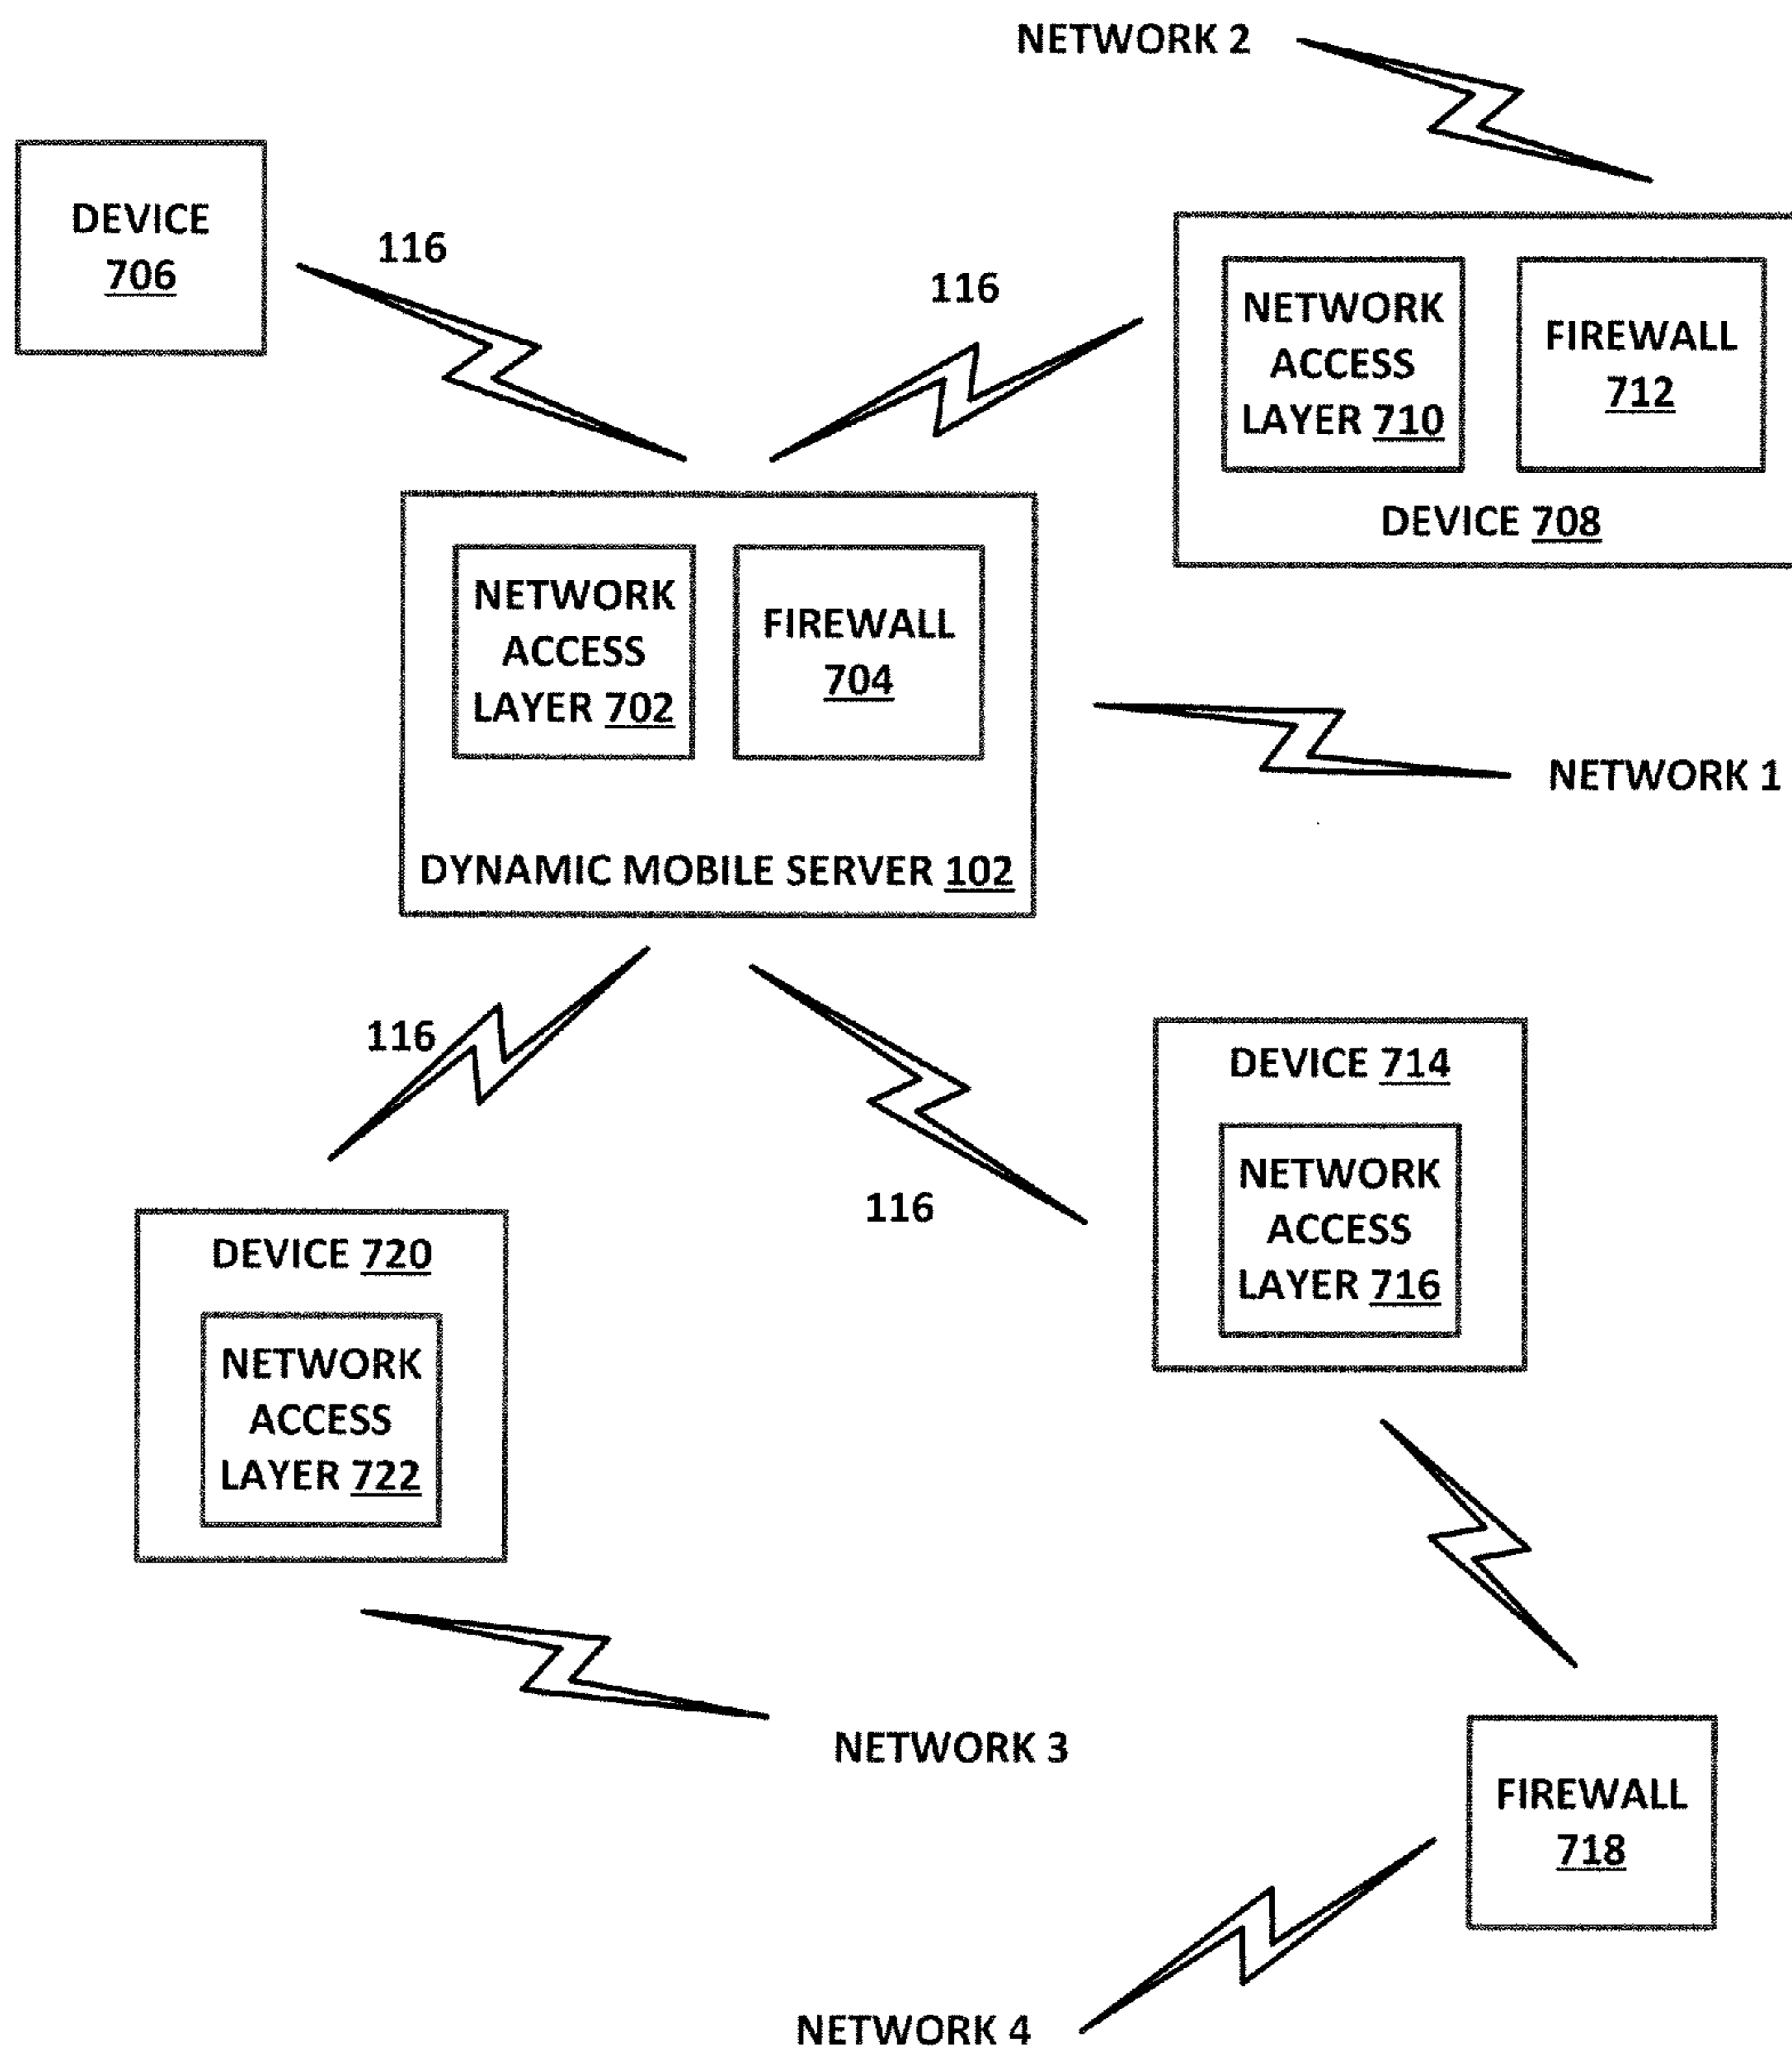 NETWORK 2
DEVICE
706
116
116
NETWORK
ACCESS
LAYER 710
FIREWALL
712
DEVICE 708
NETWORK
ACCESS
LAYER 702
FIREWALL
704
DYNAMIC MOBILE SERVER 102
NETWORK 1
116
116
DEVICE 714
NETWORK
ACCESS
LAYER 716
DEVICE 720
NETWORK
ACCESS
LAYER 722
NETWORK 3
FIREWALL
718
NETWORK 4